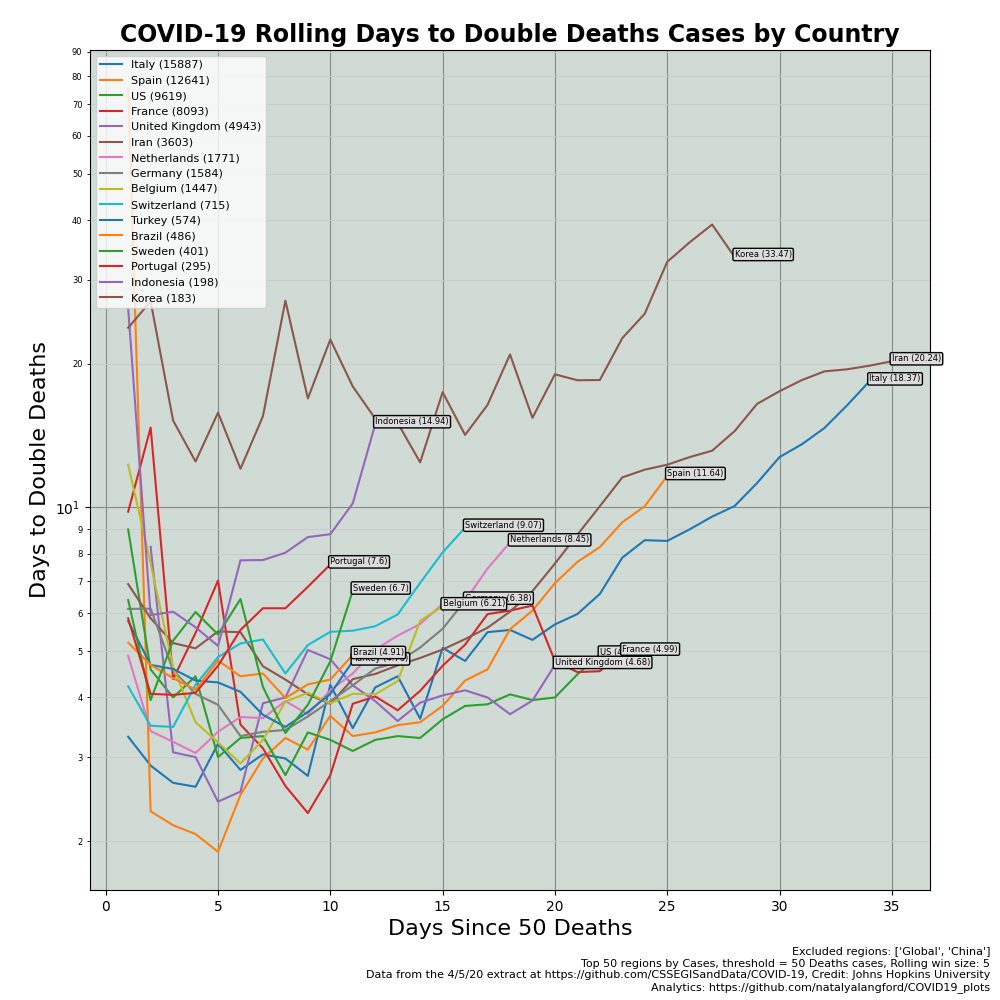 COVID-19 Rolling Days to Double Deaths Cases by Country
Days to Double Deaths
90
80
70
60
50
40
30
20
10¹
9
8
7
6
5
4
3
2
Italy (15887)
Spain (12641)
US (9619)
France (8093)
United Kingdom (4943)
Iran (3603)
Netherlands (1771)
Germany (1584)
Belgium (1447)
Switzerland (715)
Turkey (574)
Brazil (486)
Sweden (401)
Portugal (295)
Indonesia (198)
Korea (183)
Korea (33.47)
Iran (20.24)
Italy (18.37)
Indonesia (14.94)
Spain (11.64)
Switzerland (9.07)
Netherlands (8.45)
Portugal (7.6)
Sweden (6.7)
Germany (6.38)
Belgium (6.21)
Brazil (4.91)
Turkey
US
France (4.99)
United Kingdom (4.68)
0 5 10 15 20 25 30 35
Days Since 50 Deaths
Excluded regions: ['Global', 'China']
Top 50 regions by Cases, threshold = 50 Deaths cases, Rolling win size: 5
Data from the 4/5/20 extract at https://github.com/CSSEGISandData/COVID-19, Credit: Johns Hopkins University
Analytics: https://github.com/natalyalangford/COVID19_plots